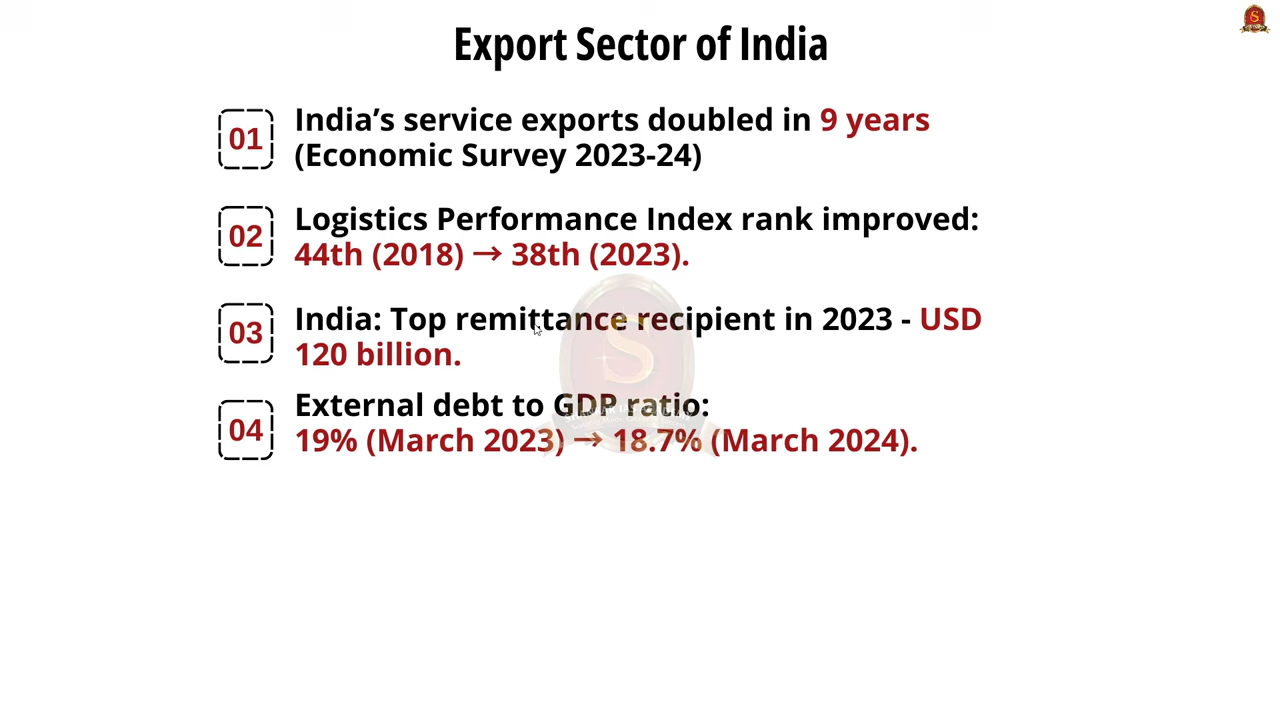 Export Sector of India
01
India’s service exports doubled in 9 years
(Economic Survey 2023-24)
02
Logistics Performance Index rank improved:
44th (2018) → 38th (2023).
03
India: Top remittance recipient in 2023 - USD
120 billion.
04
External debt to GDP ratio:
19% (March 2023) → 18.7% (March 2024).